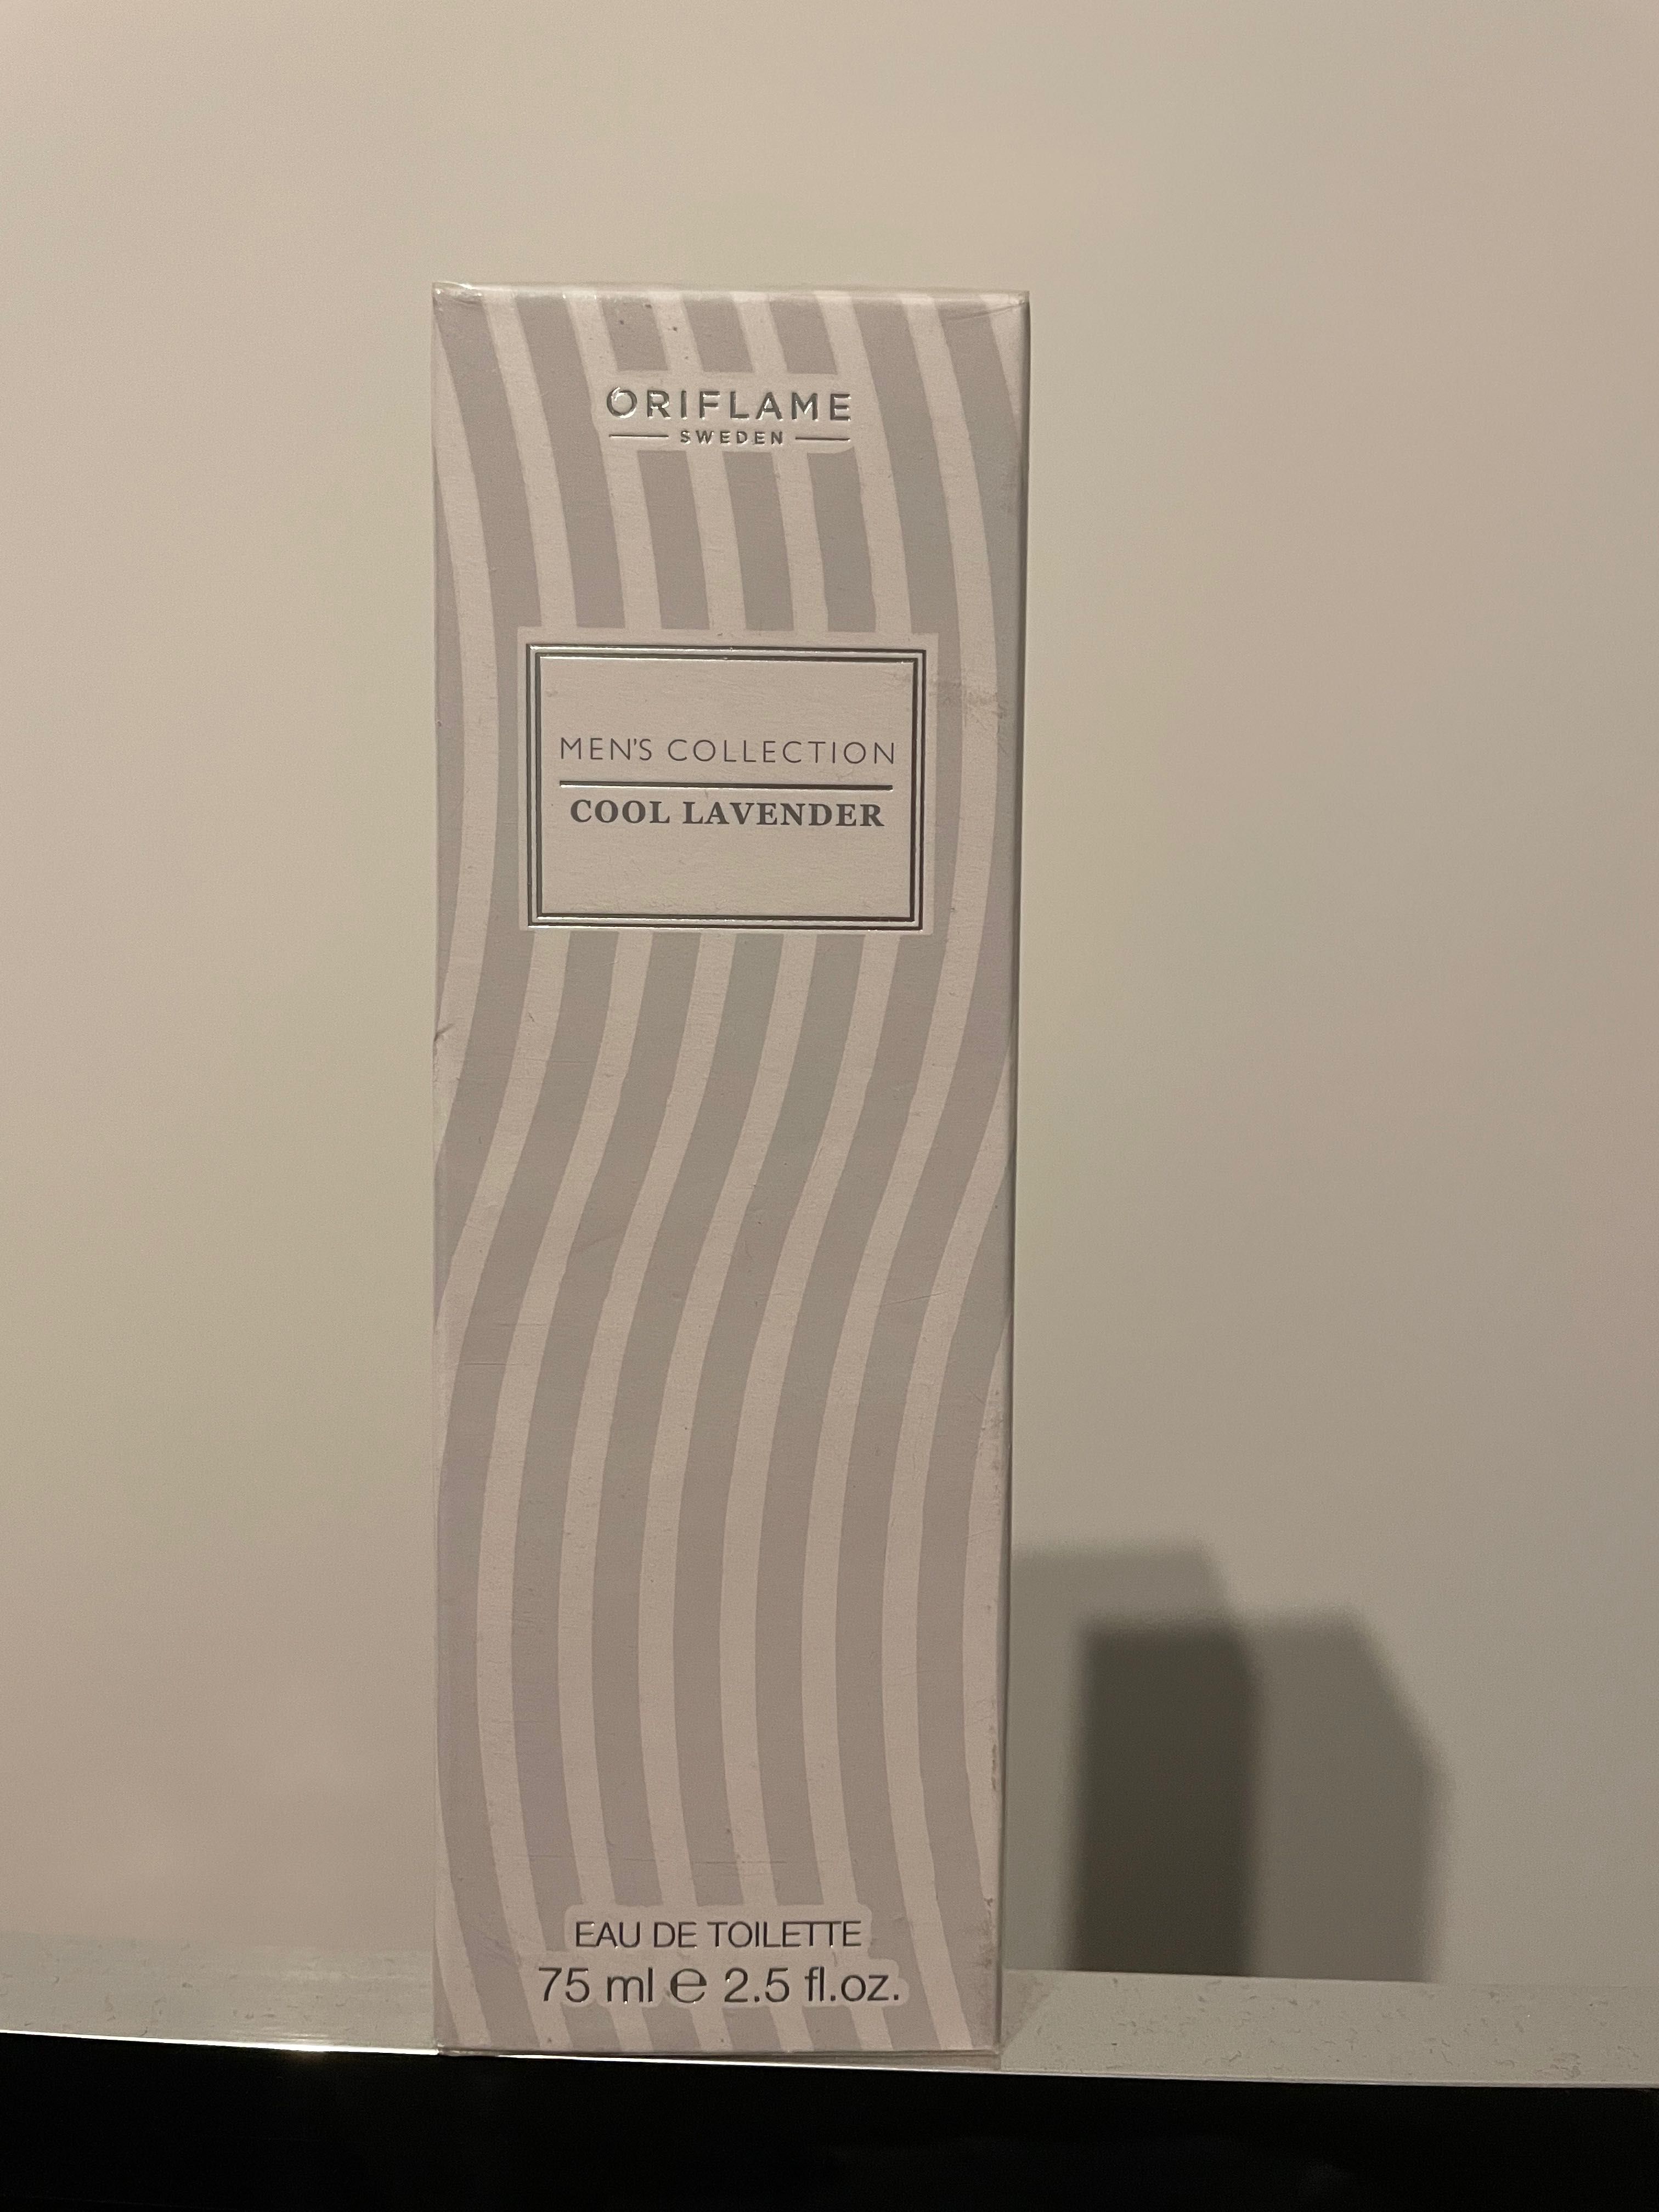 ORIFLAME
SWEDEN
MEN'S COLLECTION
COOL LAVENDER
EAU DE TOILETTE
75 ml ℮ 2.5 fl.oz.